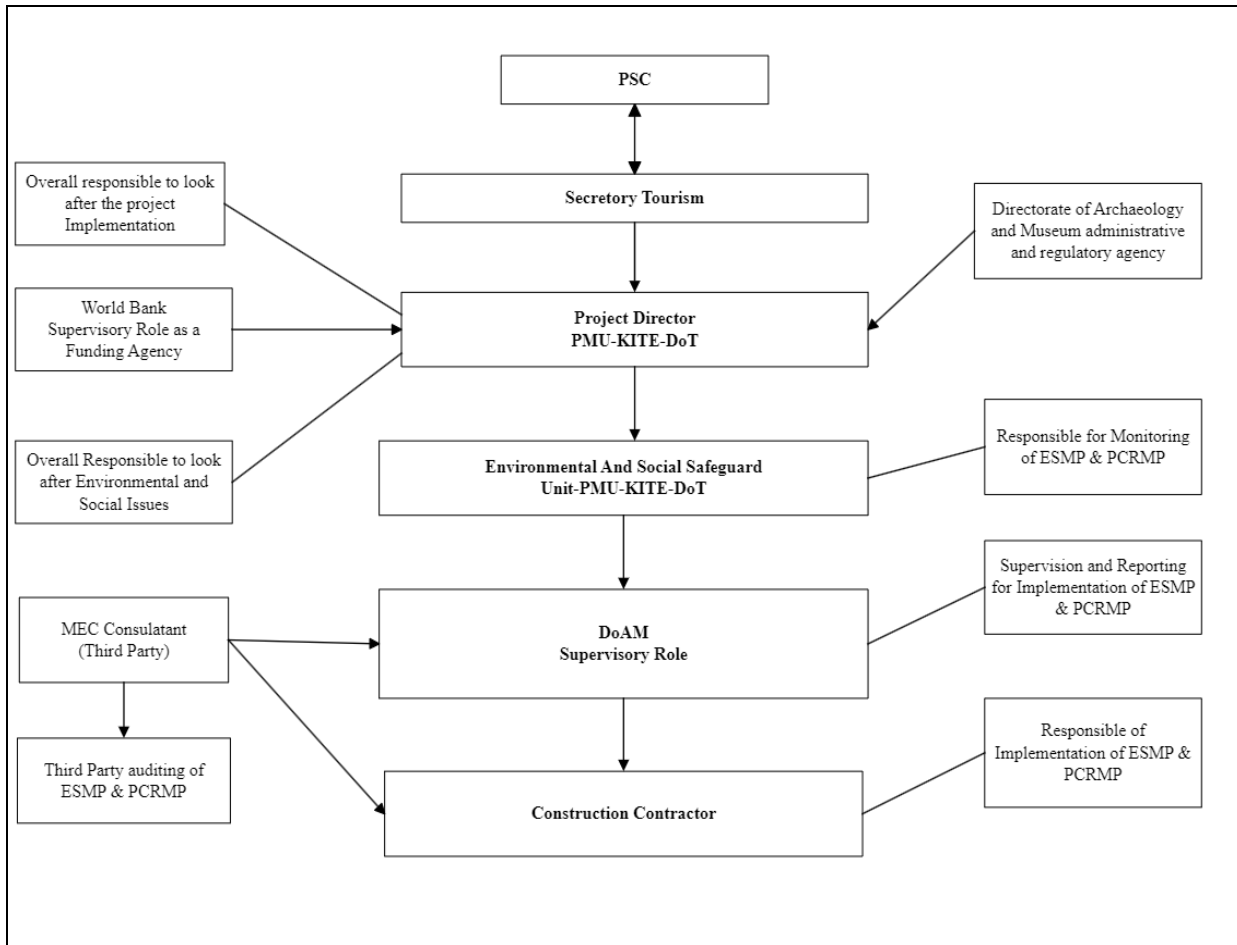 PSC
Secretory Tourism
Overall responsible to look
after the project
Implementation
Directorate of Archaeology
and Museum administrative
and regulatory agency
World Bank
Supervisory Role as a
Funding Agency
Project Director
PMU-KITE-DoT
Overall Responsible to look
after Environmental and
Social Issues
Environmental And Social Safeguard
Unit-PMU-KITE-DoT
Responsible for Monitoring
of ESMP & PCRMP
Supervision and Reporting
for Implementation of ESMP
& PCRMP
MEC Consulatant
(Third Party)
DoAM
Supervisory Role
Third Party auditing of
ESMP & PCRMP
Construction Contractor
Responsible of
Implementation of ESMP &
PCRMP